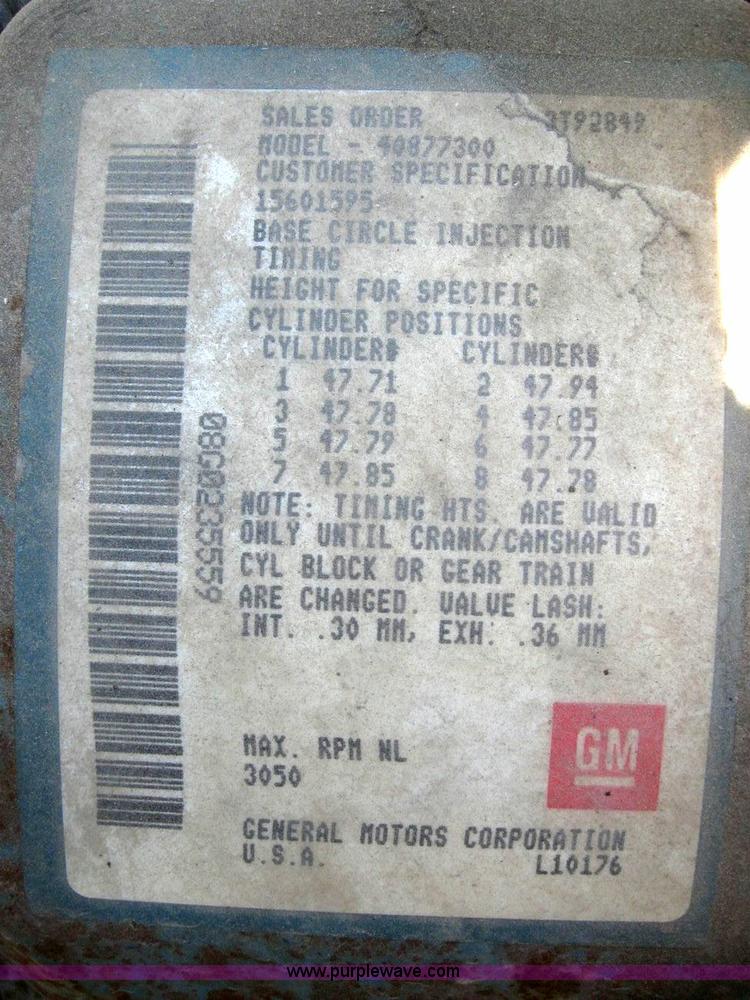 SALES ORDER 3T92849
MODEL - 40877300
CUSTOMER SPECIFICATION
15601595
BASE CIRCLE INJECTION
TIMING
HEIGHT FOR SPECIFIC
CYLINDER POSITIONS
CYLINDER# CYLINDER#
1 47.71 2 47.94
3 47.78 4 47.85
5 47.79 6 47.77
7 47.85 8 47.78
NOTE: TIMING HTS. ARE VALID
ONLY UNTIL CRANK/CAMSHAFTS,
CYL BLOCK OR GEAR TRAIN
ARE CHANGED. VALVE LASH:
INT. .30 MM, EXH. .36 MM
08G0235559
MAX. RPM NL
3050
GM
GENERAL MOTORS CORPORATION
U.S.A. L10176
www.purplewave.com